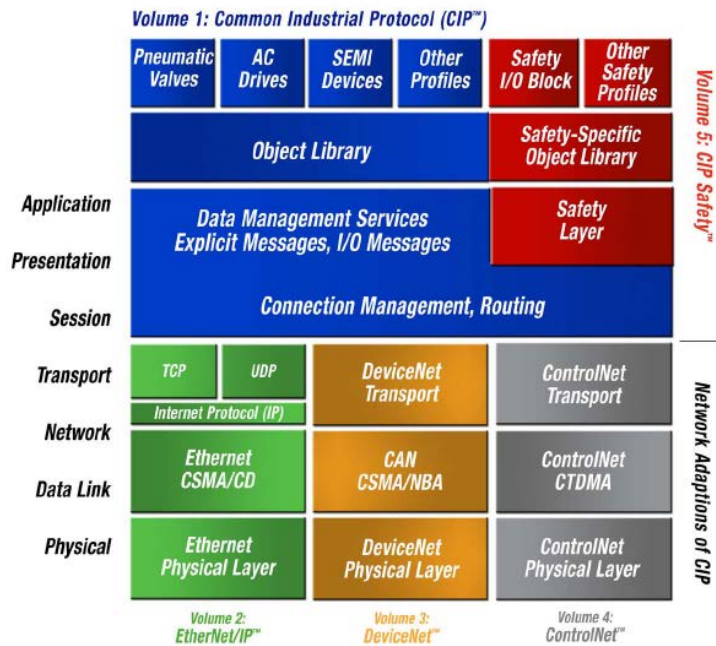 Volume 1: Common Industrial Protocol (CIP™)
Pneumatic
Valves
AC
Drives
SEMI
Devices
Other
Profiles
Safety
I/O Block
Other
Safety
Profiles
Object Library
Safety-Specific
Object Library
Volume 5: CIP Safety™
Application
Presentation
Session
Data Management Services
Explicit Messages, I/O Messages
Safety
Layer
Connection Management, Routing
Transport
Network
Data Link
Physical
TCP
UDP
Internet Protocol (IP)
DeviceNet
Transport
ControlNet
Transport
Ethernet
CSMA/CD
CAN
CSMA/NBA
ControlNet
CTDMA
Ethernet
Physical Layer
DeviceNet
Physical Layer
ControlNet
Physical Layer
Network Adaptions of CIP
Volume 2:
EtherNet/IP™
Volume 3:
DeviceNet™
Volume 4:
ControlNet™